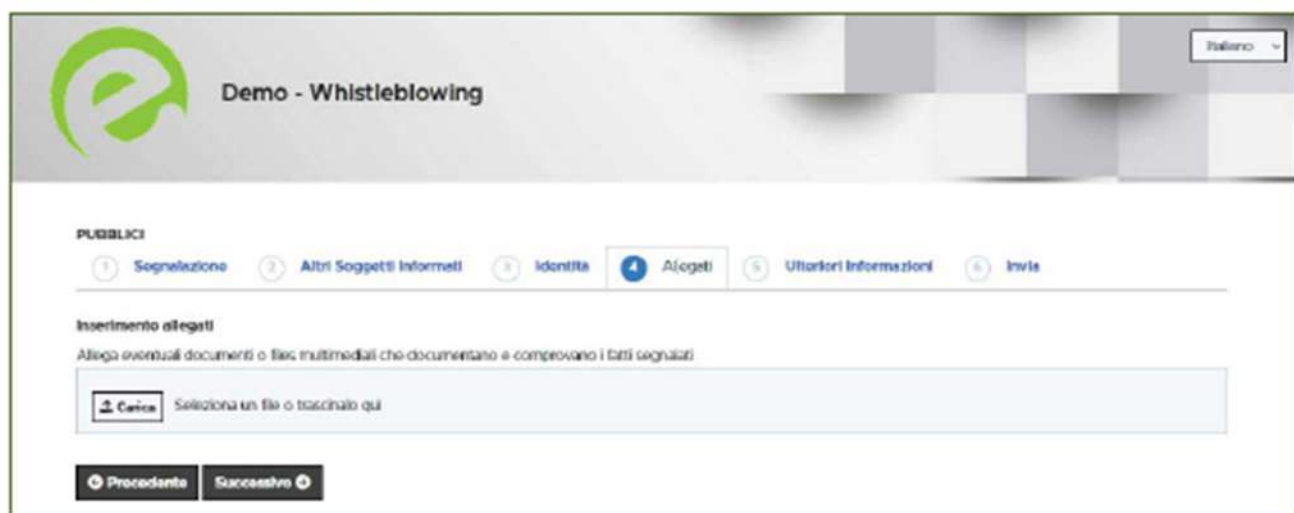 Italiano
Demo - Whistleblowing
PUBBLICI
1 Segnalazione 2 Altri Soggetti Informati 3 Identità 4 Allegati 5 Ulteriori Informazioni 6 Invia
Inserimento allegati
Allega eventuali documenti o files multimediali che documentano e comprovano i fatti segnalati
Carica Seleziona un file o trascinalo qui
Precedente Successivo